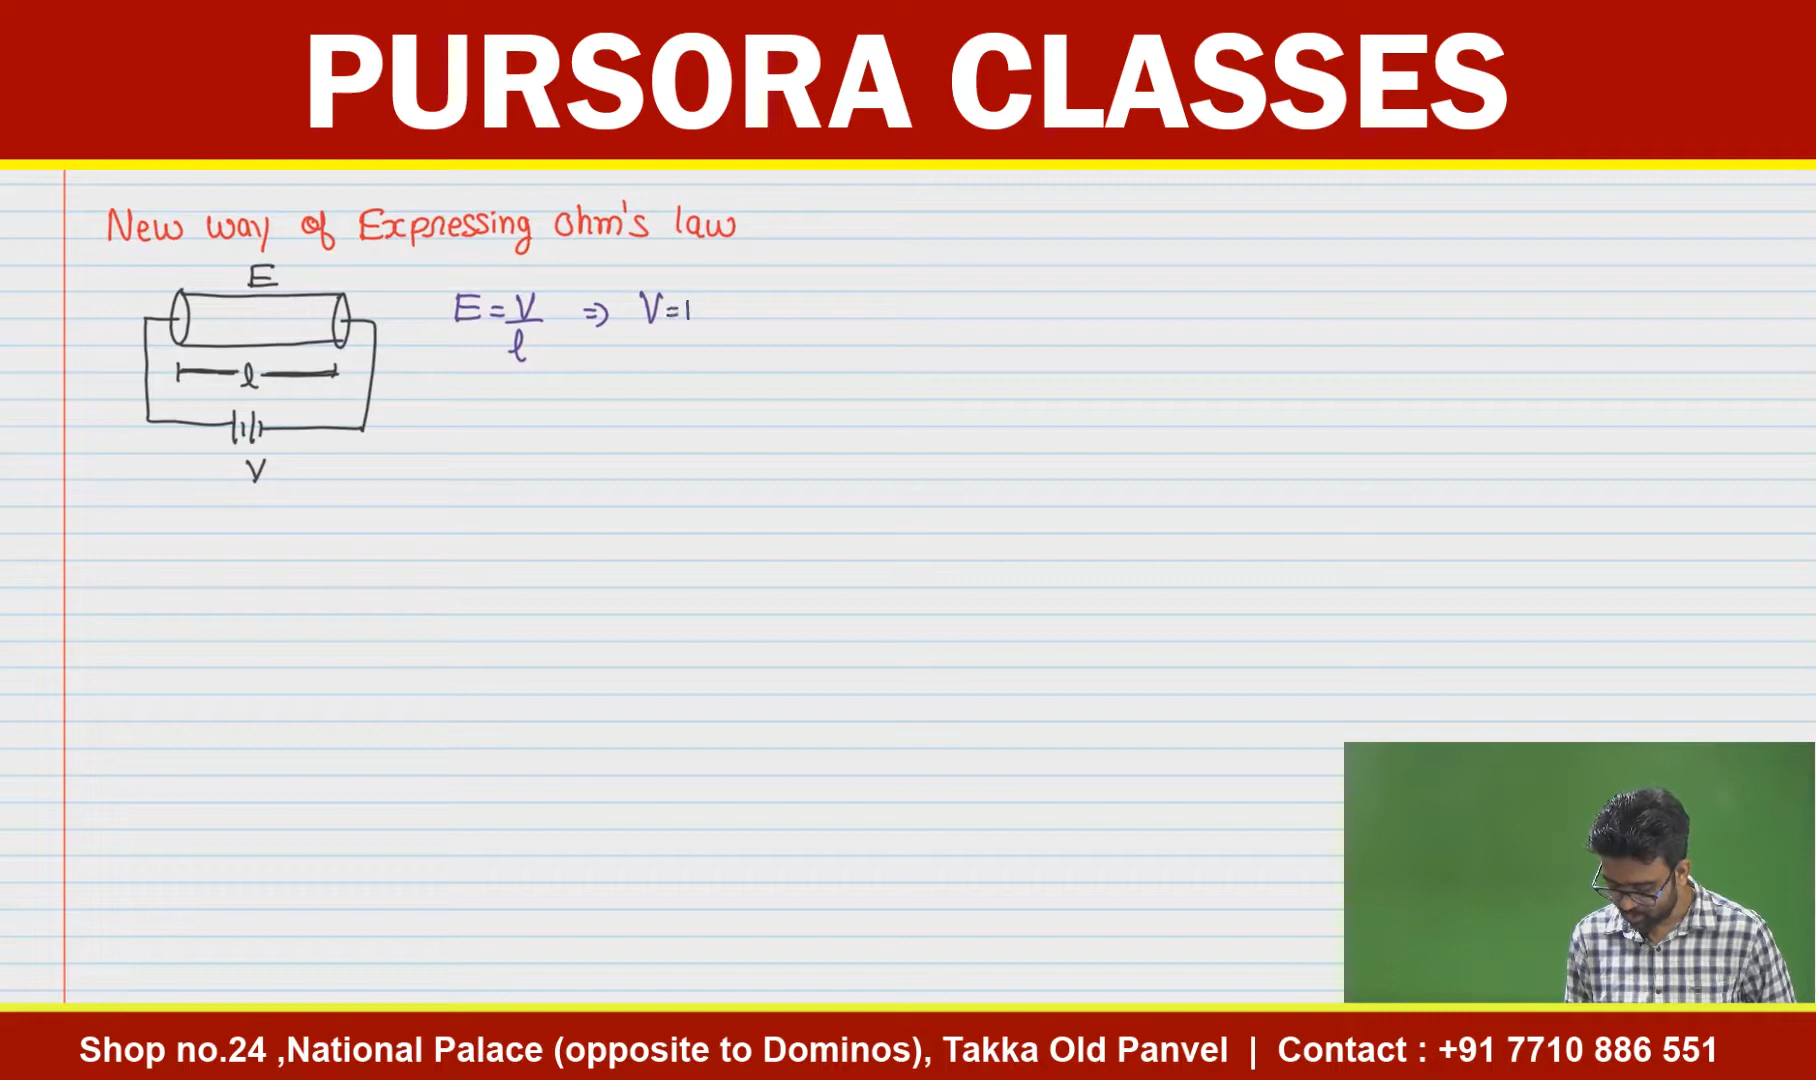 PURSORA CLASSES
New way of Expressing ohm's law
E
E = V/l ⇒ V = I
l
V
Shop no.24 ,National Palace (opposite to Dominos), Takka Old Panvel | Contact : +91 7710 886 551